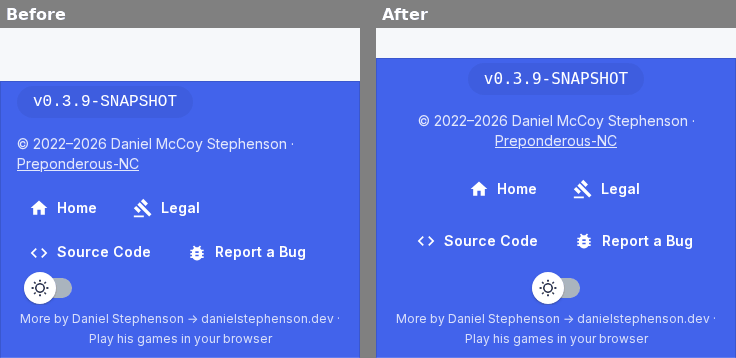 Before
v0.3.9-SNAPSHOT
© 2022–2026 Daniel McCoy Stephenson ·
Preponderous-NC
Home Legal
Source Code Report a Bug
More by Daniel Stephenson → danielstephenson.dev ·
Play his games in your browser
After
v0.3.9-SNAPSHOT
© 2022–2026 Daniel McCoy Stephenson ·
Preponderous-NC
Home Legal
Source Code Report a Bug
More by Daniel Stephenson → danielstephenson.dev ·
Play his games in your browser